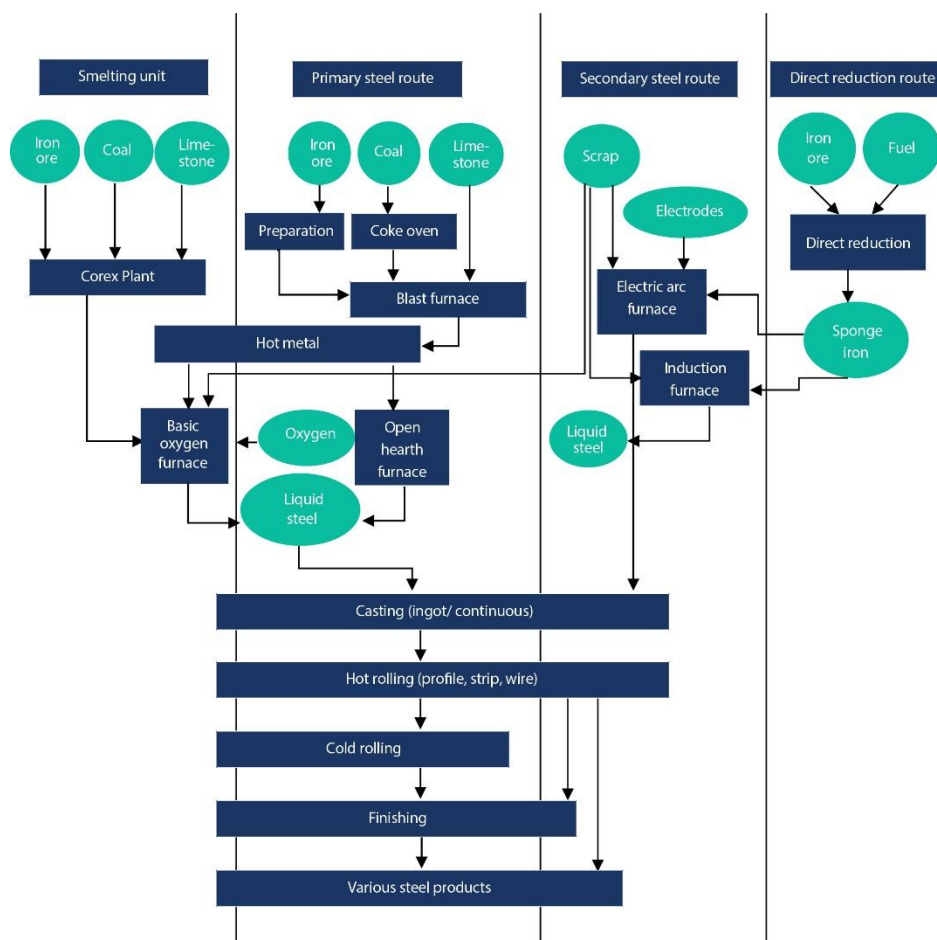 Smelting unit
Primary steel route
Secondary steel route
Direct reduction route
Iron
ore
Coal
Lime-
stone
Iron
ore
Coal
Lime-
stone
Scrap
Iron
ore
Fuel
Electrodes
Preparation
Coke oven
Direct reduction
Corex Plant
Blast furnace
Electric arc
furnace
Sponge
iron
Hot metal
Induction
furnace
Basic
oxygen
furnace
Oxygen
Open
hearth
furnace
Liquid
steel
Liquid
steel
Casting (ingot/ continuous)
Hot rolling (profile, strip, wire)
Cold rolling
Finishing
Various steel products